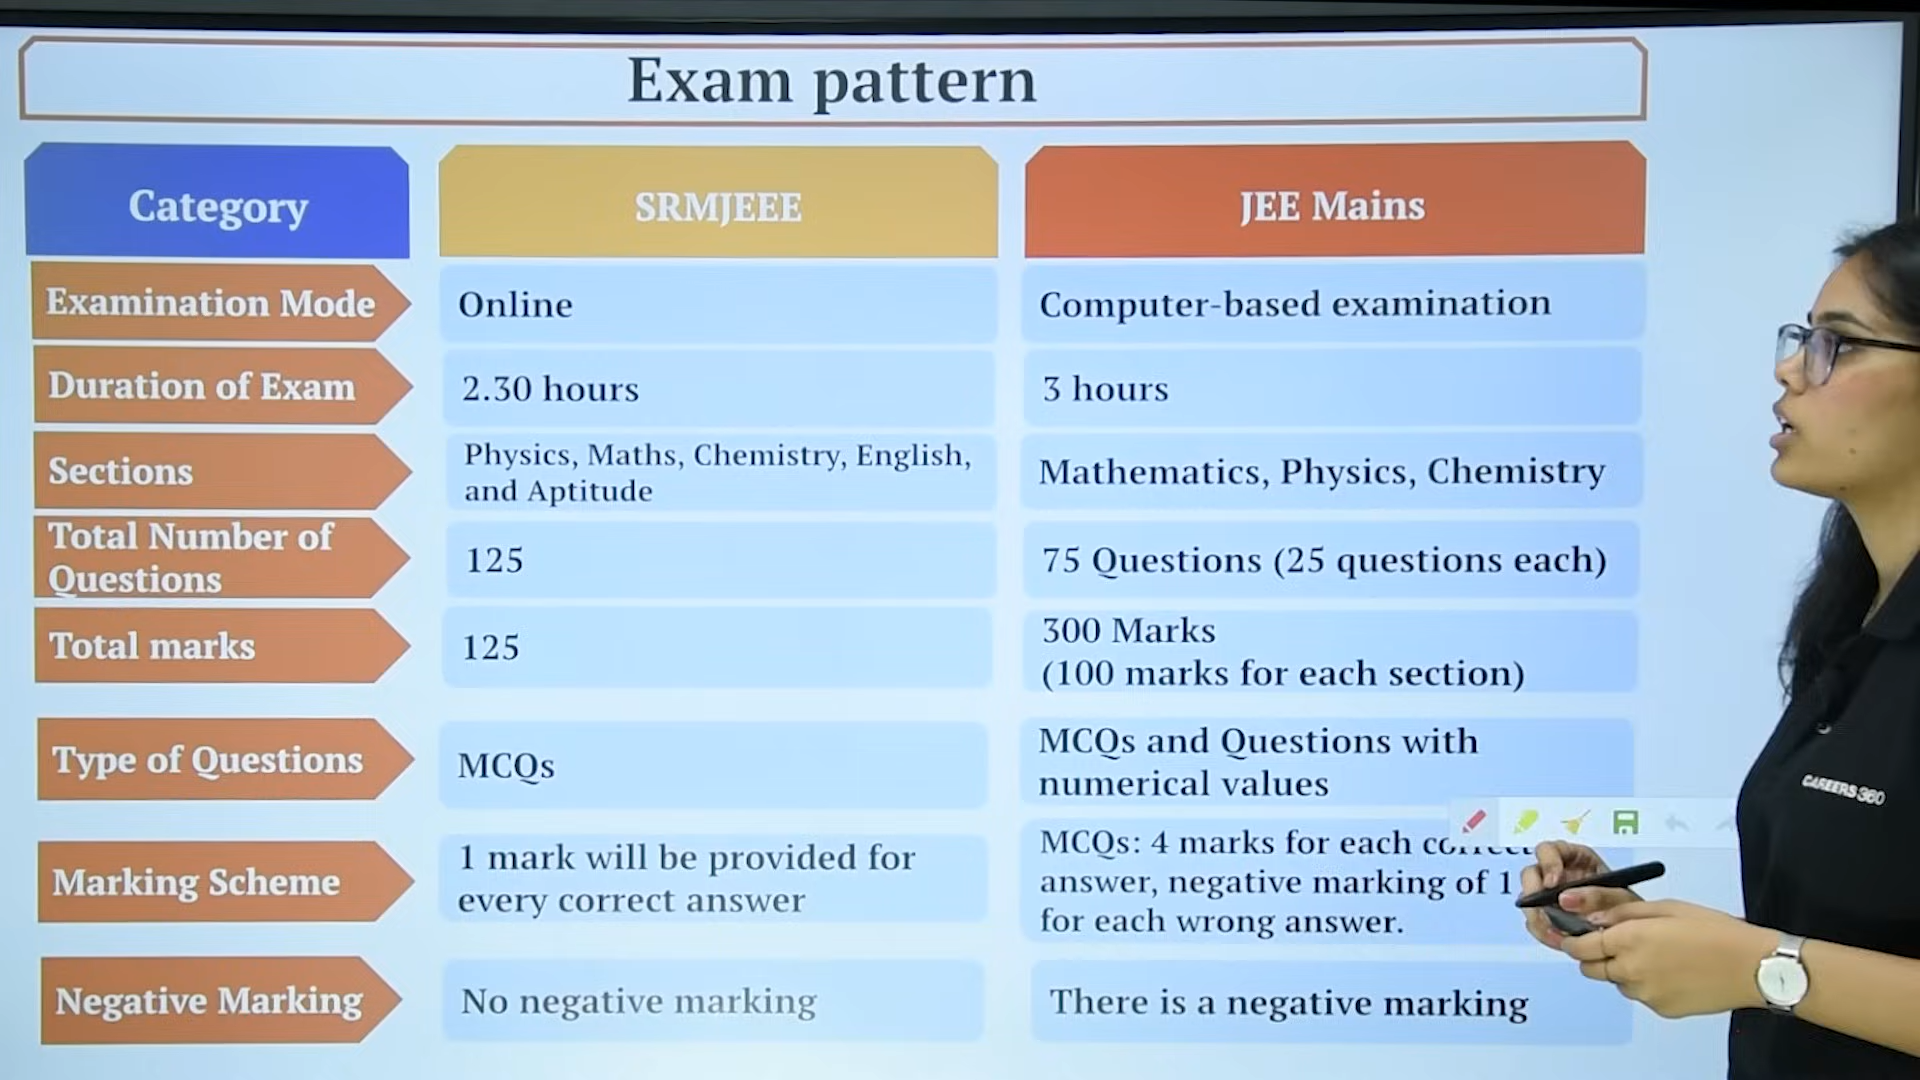 Exam pattern
Category
SRMJEEE
JEE Mains
Examination Mode
Online
Computer-based examination
Duration of Exam
2.30 hours
3 hours
Sections
Physics, Maths, Chemistry, English,
and Aptitude
Mathematics, Physics, Chemistry
Total Number of
Questions
125
75 Questions (25 questions each)
Total marks
125
300 Marks
(100 marks for each section)
Type of Questions
MCQs
MCQs and Questions with
numerical values
Marking Scheme
1 mark will be provided for
every correct answer
MCQs: 4 marks for each correct
answer, negative marking of 1
for each wrong answer.
Negative Marking
No negative marking
There is a negative marking
CAREERS360